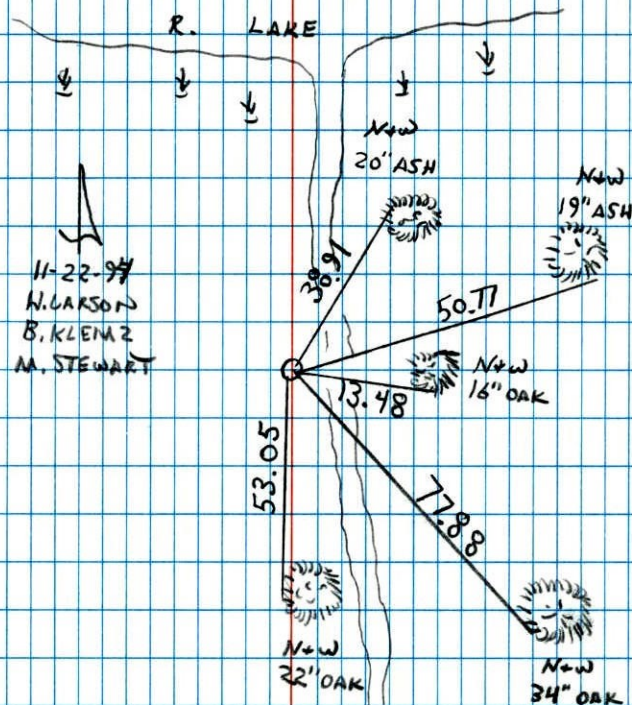 R. LAKE
N+W
20" ASH
N+W
19" ASH
11-22-94
W. LARSON
B. KLEMZ
M. STEWART
38.91
50.77
N+W
16" OAK
13.48
53.05
77.88
N+W
22" OAK
N+W
34" OAK